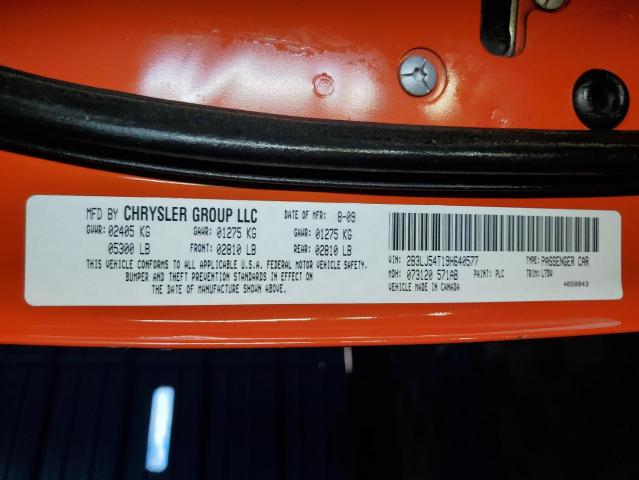 MFD BY CHRYSLER GROUP LLC DATE OF MFR: 8-09
GVWR: 02405 KG GAWR: 01275 KG GAWR: 01275 KG
05300 LB FRONT: 02810 LB REAR: 02810 LB
THIS VEHICLE CONFORMS TO ALL APPLICABLE U.S.A. FEDERAL MOTOR VEHICLE SAFETY,
BUMPER AND THEFT PREVENTION STANDARDS IN EFFECT ON
THE DATE OF MANUFACTURE SHOWN ABOVE.
VIN: 2B3LJ54T19H640577 TYPE: PASSENGER CAR
MDH: 073120 571AB PAINT: PLC TRIM: L7DV
VEHICLE MADE IN CANADA 4658843